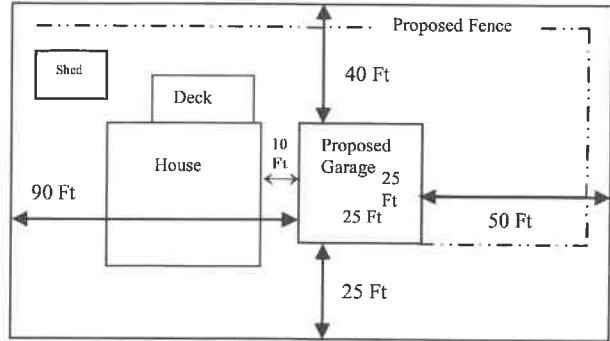 Proposed Fence
Shed
40 Ft
Deck
10
Ft
Proposed
Garage
House
25
Ft
90 Ft
25 Ft
50 Ft
25 Ft